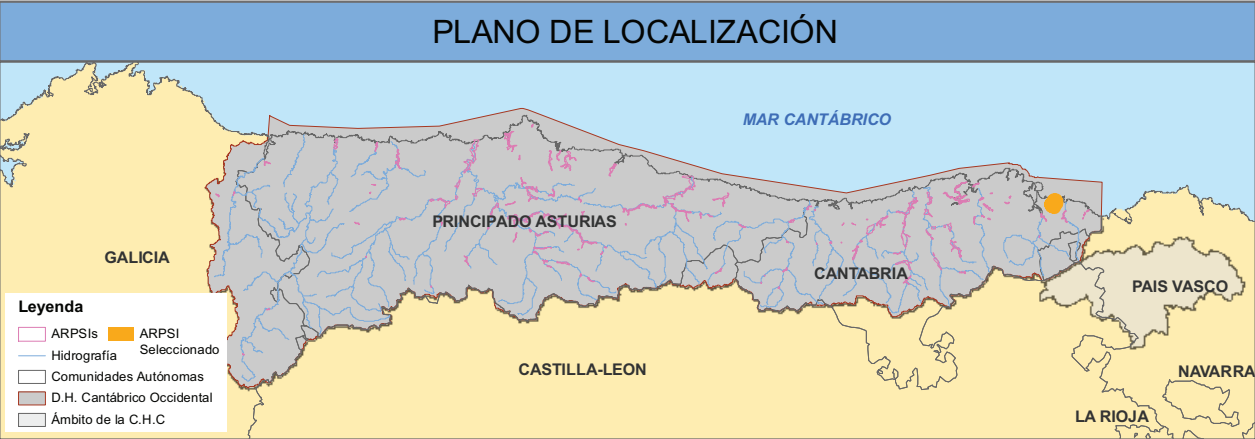 PLANO DE LOCALIZACIÓN
MAR CANTÁBRICO
PRINCIPADO ASTURIAS
GALICIA
CANTABRIA
PAIS VASCO
CASTILLA-LEON
NAVARRA
LA RIOJA
Leyenda
ARPSIs
ARPSI
Seleccionado
Hidrografía
Comunidades Autónomas
D.H. Cantábrico Occidental
Ámbito de la C.H.C